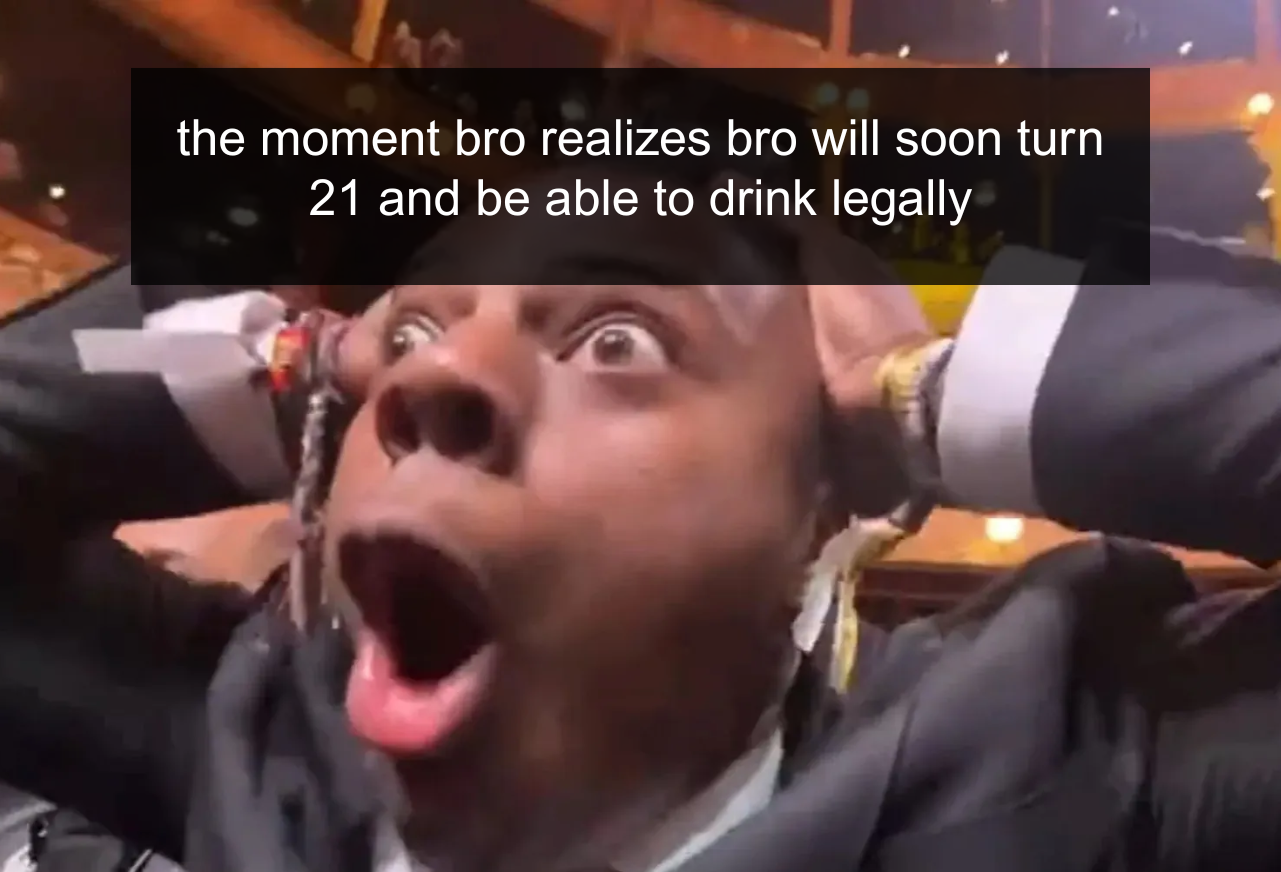 the moment bro realizes bro will soon turn
21 and be able to drink legally